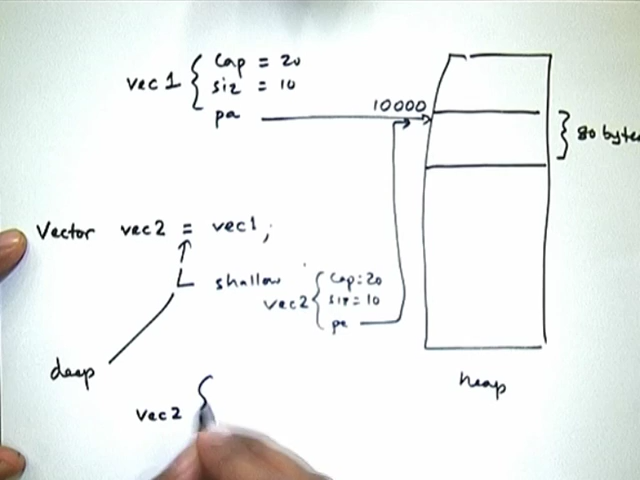 vec1 { cap = 20
siz = 10
pa
10000
80 bytes
Vector vec2 = vec1;
shallow
vec2 { cap: 20
siz = 10
pa
deep
heap
vec2 {